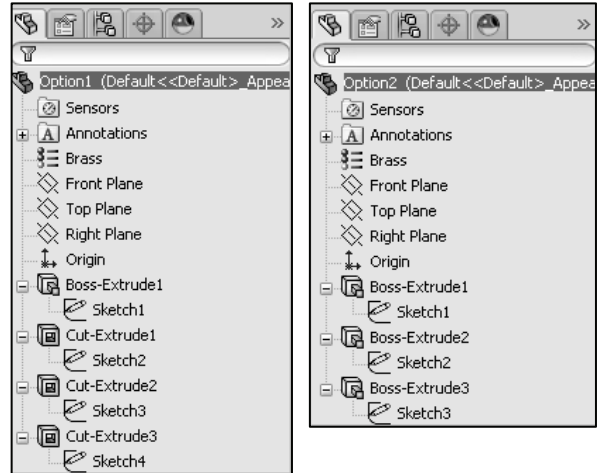 »
Option1 (Default<<Default>_Appea
Sensors
A Annotations
Brass
Front Plane
Top Plane
Right Plane
Origin
Boss-Extrude1
Sketch1
Cut-Extrude1
Sketch2
Cut-Extrude2
Sketch3
Cut-Extrude3
Sketch4
»
Option2 (Default<<Default>_Appea
Sensors
A Annotations
Brass
Front Plane
Top Plane
Right Plane
Origin
Boss-Extrude1
Sketch1
Boss-Extrude2
Sketch2
Boss-Extrude3
Sketch3